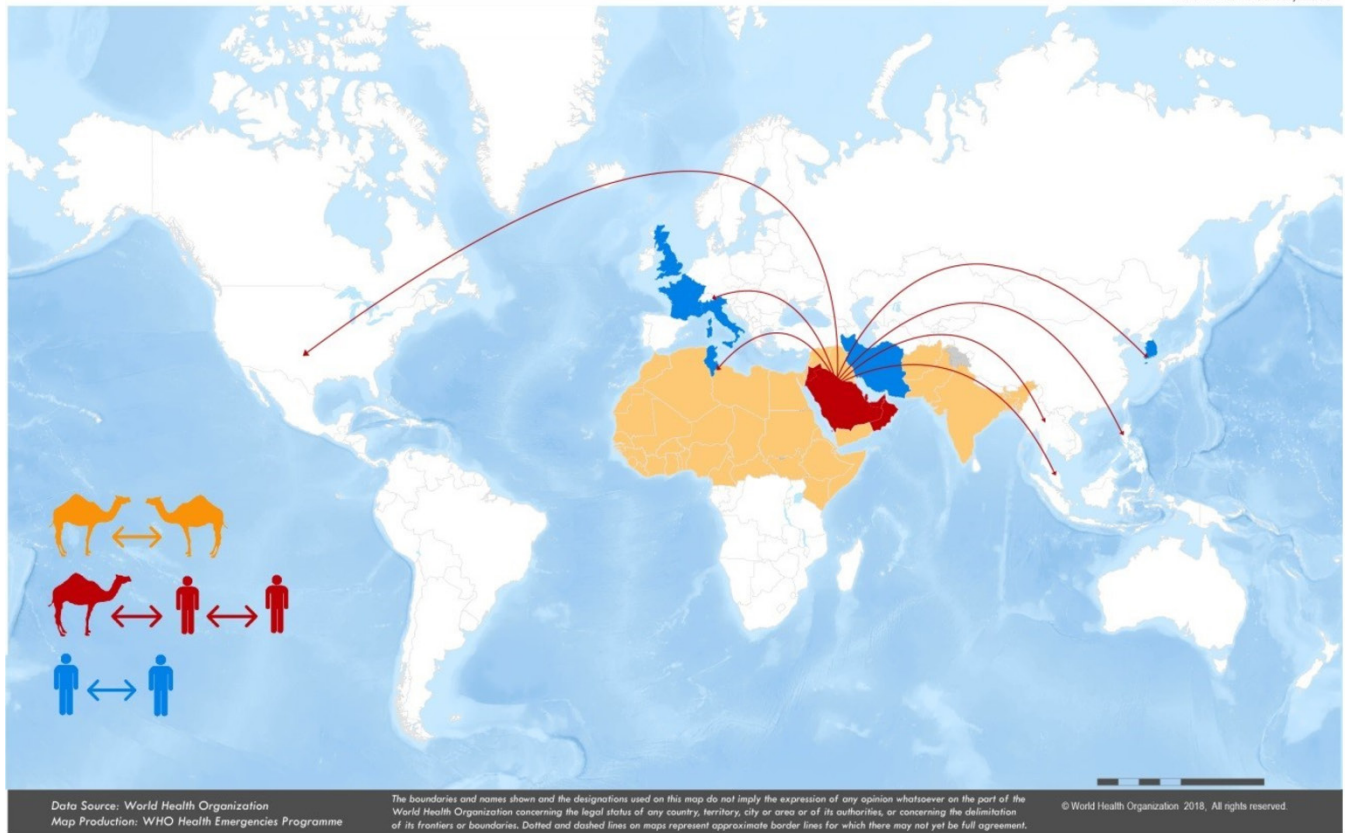 Data Source: World Health Organization
Map Production: WHO Health Emergencies Programme
The boundaries and names shown and the designations used on this map do not imply the expression of any opinion whatsoever on the part of the
World Health Organization concerning the legal status of any country, territory, city or area or of its authorities, or concerning the delimitation
of its frontiers or boundaries. Dotted and dashed lines on maps represent approximate border lines for which there may not yet be full agreement.
© World Health Organization 2018, All rights reserved.